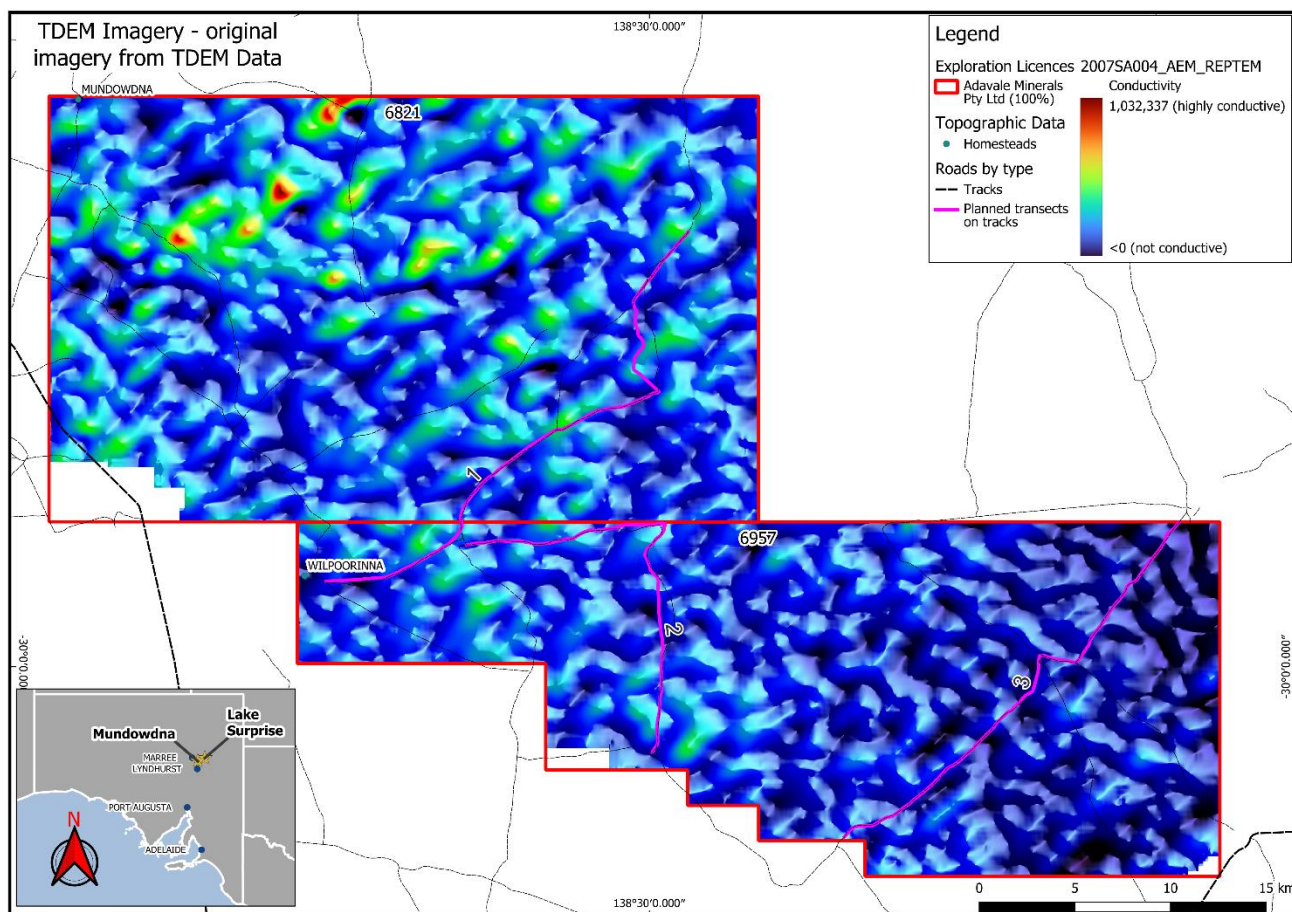 TDEM Imagery - original
imagery from TDEM Data
138°30'0.000"
Legend
Exploration Licences
Adavale Minerals
Pty Ltd (100%)
Topographic Data
Homesteads
Roads by type
Tracks
Planned transects
on tracks
2007SA004_AEM_REPTEM
Conductivity
1,032,337 (highly conductive)
<0 (not conductive)
MUNDOWDNA
6821
1
6957
WILPOORINNA
2
3
-30°0'0.000"
-30°0'0.000"
Lake
Surprise
Mundowdna
MARREE
LYNDHURST
PORT AUGUSTA
ADELAIDE
N
0 5 10 15 km
138°30'0.000"